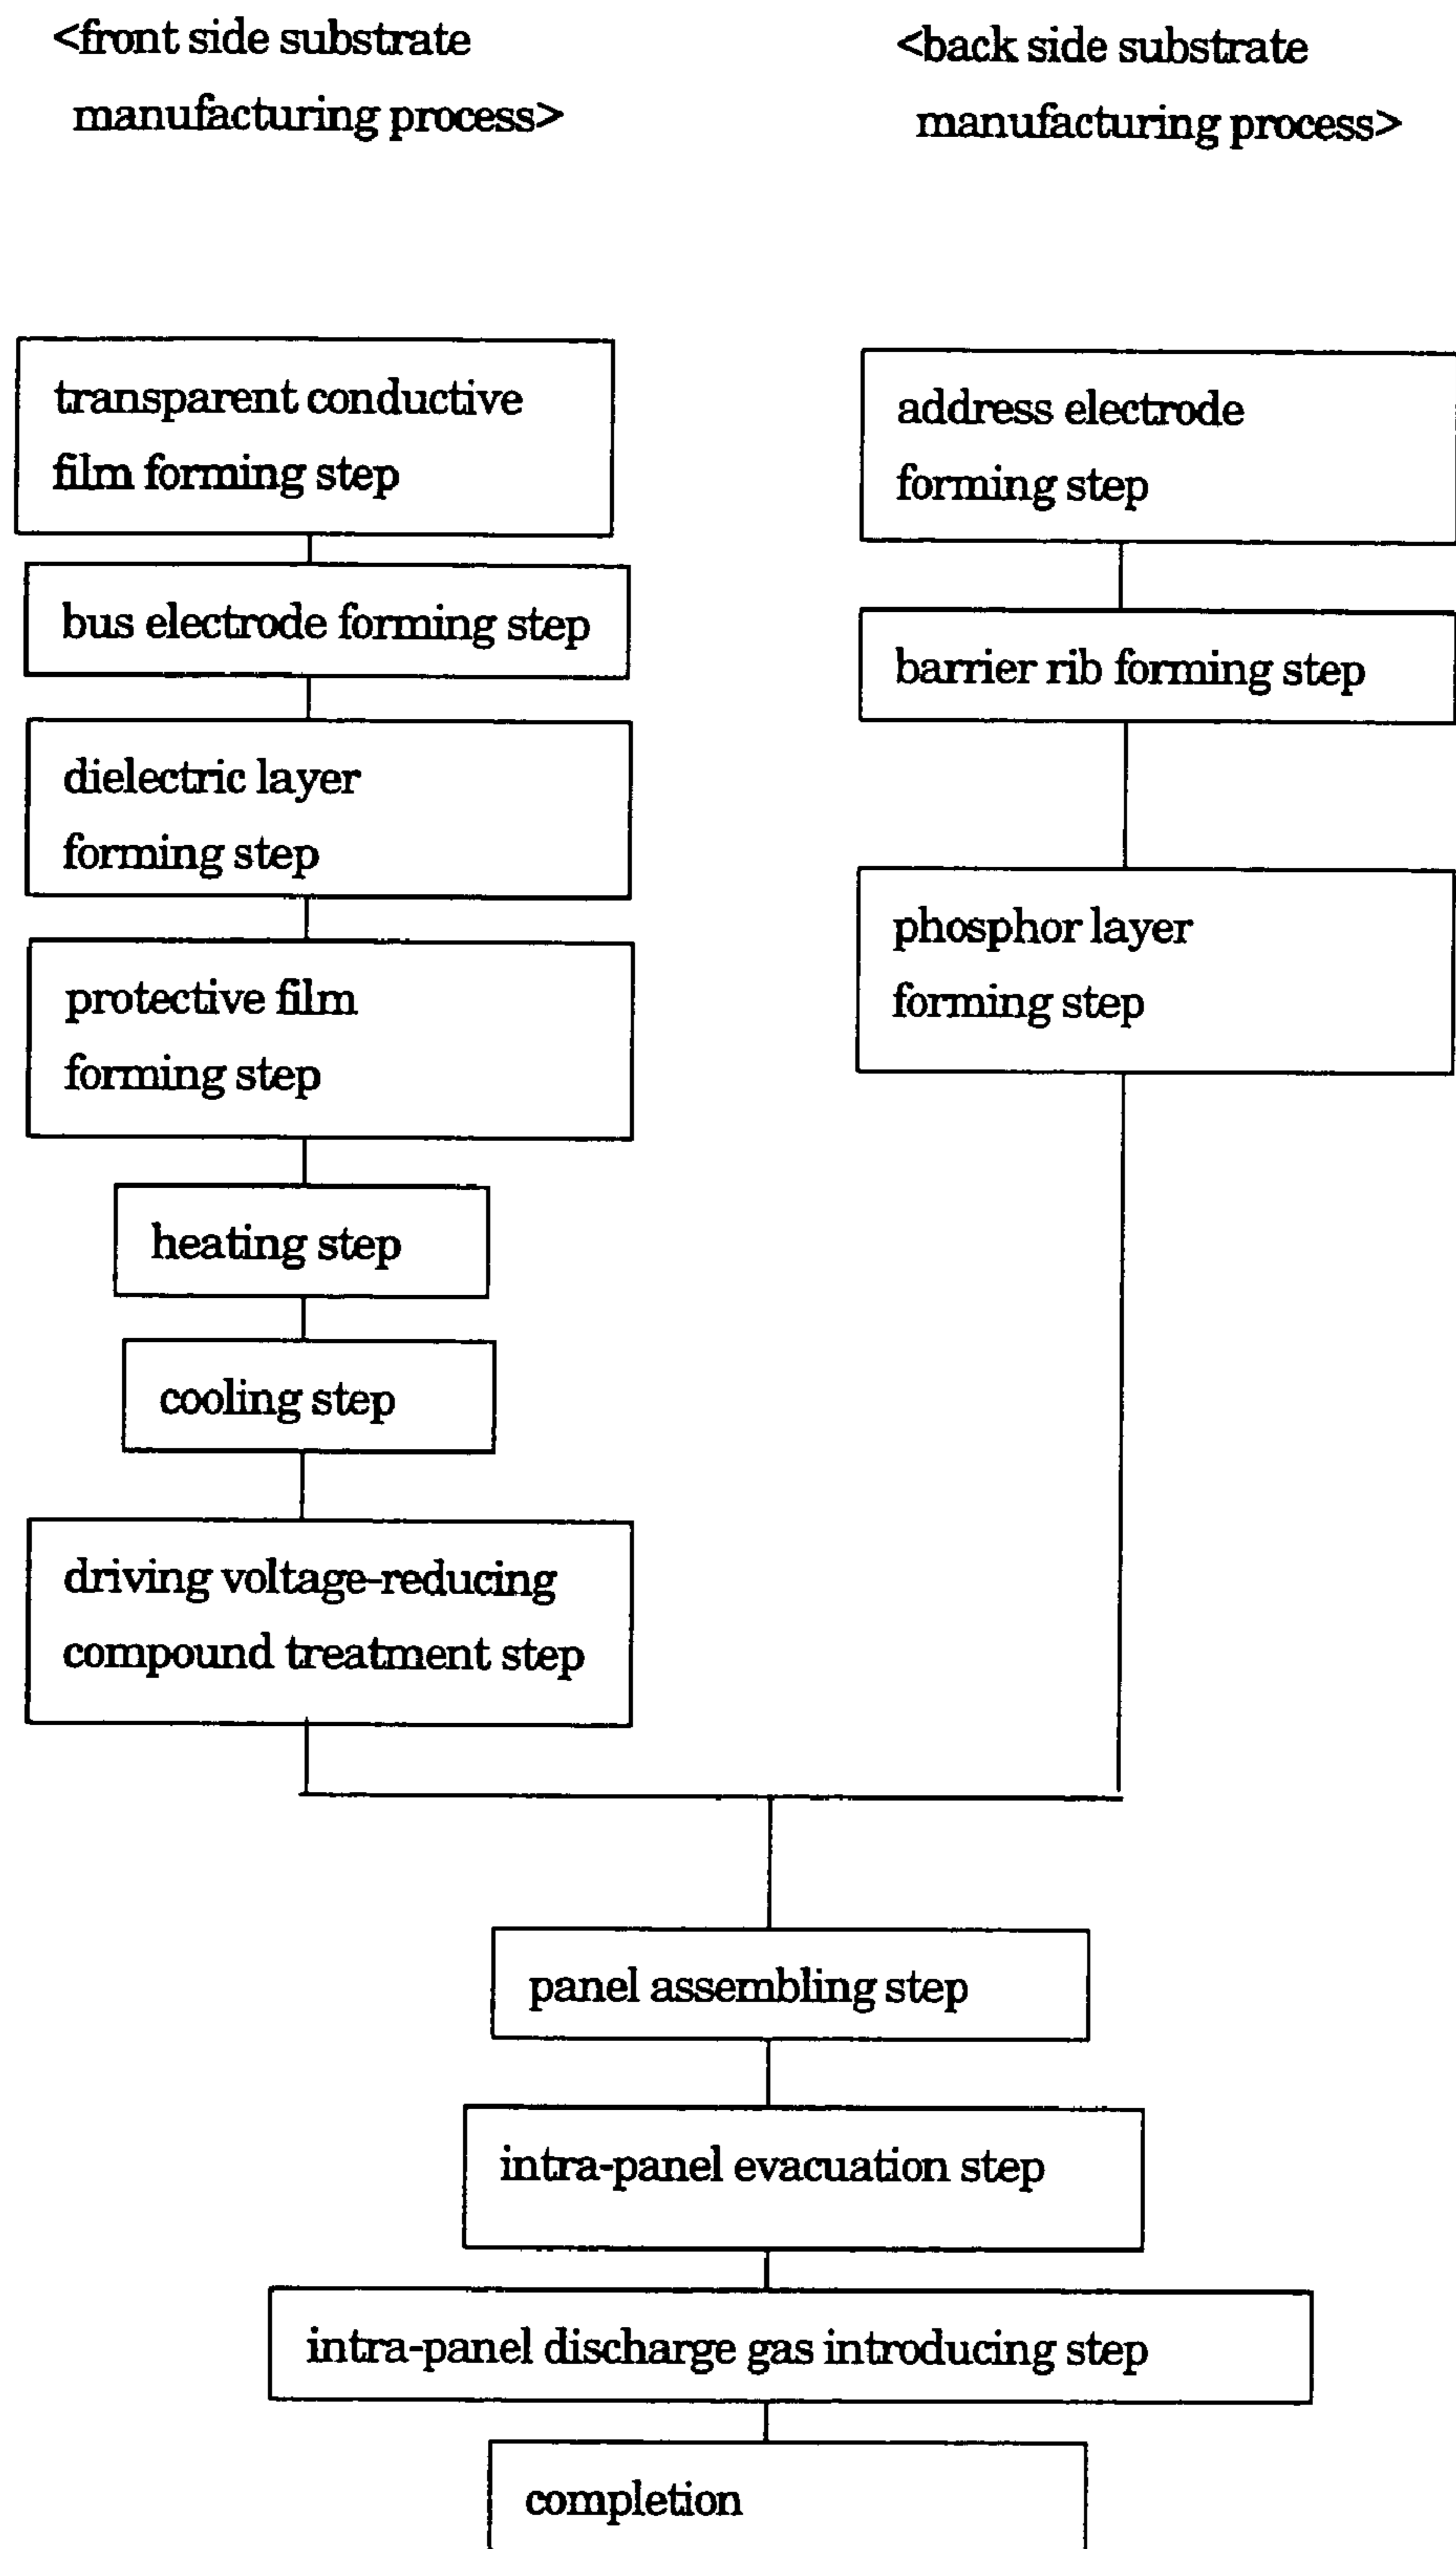 <front side substrate
manufacturing process>
<back side substrate
manufacturing process>
transparent conductive
film forming step
bus electrode forming step
dielectric layer
forming step
protective film
forming step
heating step
cooling step
driving voltage-reducing
compound treatment step
address electrode
forming step
barrier rib forming step
phosphor layer
forming step
panel assembling step
intra-panel evacuation step
intra-panel discharge gas introducing step
completion